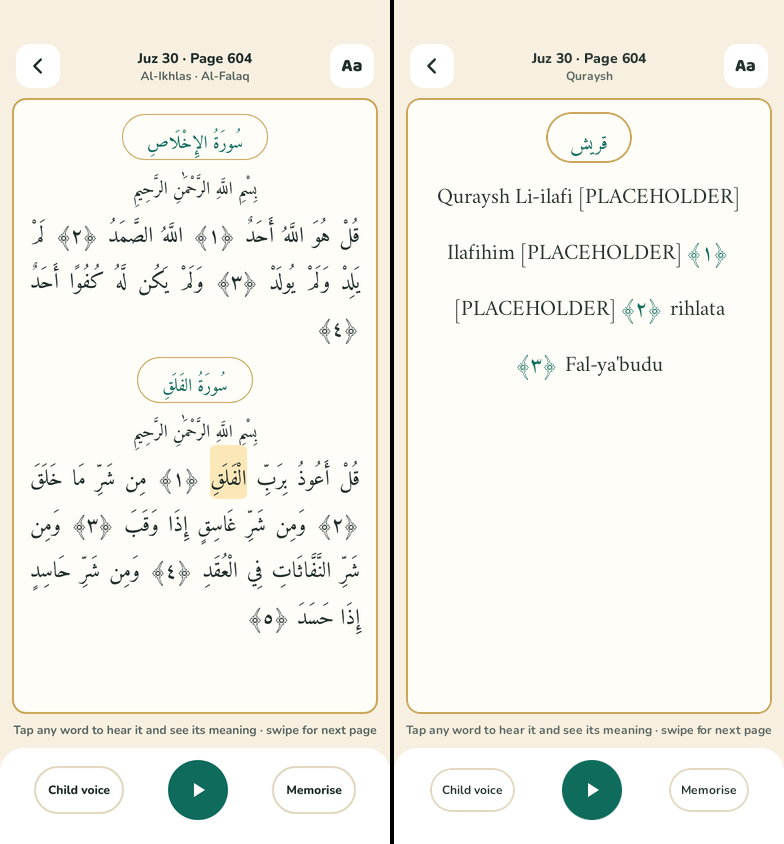 Juz 30 · Page 604
Al-Ikhlas · Al-Falaq
Aa
سُورَةُ الإِخْلَاصِ
بِسْمِ اللَّهِ الرَّحْمَٰنِ الرَّحِيمِ
قُلْ هُوَ اللَّهُ أَحَدٌ ﴿١﴾ اللَّهُ الصَّمَدُ ﴿٢﴾ لَمْ
يَلِدْ وَلَمْ يُولَدْ ﴿٣﴾ وَلَمْ يَكُن لَّهُ كُفُوًا أَحَدٌ
﴿٤﴾
سُورَةُ الفَلَقِ
بِسْمِ اللَّهِ الرَّحْمَٰنِ الرَّحِيمِ
قُلْ أَعُوذُ بِرَبِّ الْفَلَقِ ﴿١﴾ مِن شَرِّ مَا خَلَقَ
﴿٢﴾ وَمِن شَرِّ غَاسِقٍ إِذَا وَقَبَ ﴿٣﴾ وَمِن
شَرِّ النَّفَّاثَاتِ فِي الْعُقَدِ ﴿٤﴾ وَمِن شَرِّ حَاسِدٍ
إِذَا حَسَدَ ﴿٥﴾
Tap any word to hear it and see its meaning · swipe for next page
Child voice
Memorise
Juz 30 · Page 604
Quraysh
Aa
قريش
Quraysh Li-ilafi [PLACEHOLDER]
Ilafihim [PLACEHOLDER] ﴿١﴾
[PLACEHOLDER] ﴿٢﴾ rihlata
﴿٣﴾ Fal-ya'budu
Tap any word to hear it and see its meaning · swipe for next page
Child voice
Memorise